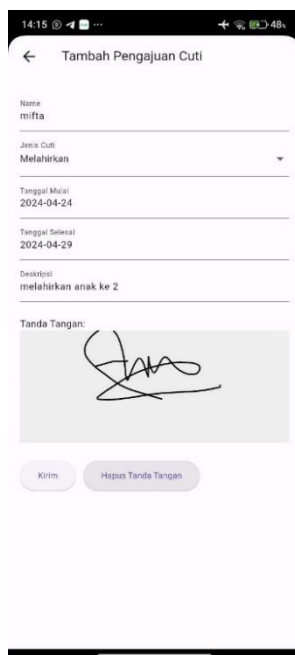 14:15
48%
Tambah Pengajuan Cuti
Name
mifta
Jenis Cuti
Melahirkan
Tanggal Mulai
2024-04-24
Tanggal Selesai
2024-04-29
Deskripsi
melahirkan anak ke 2
Tanda Tangan:
Kirim
Hapus Tanda Tangan